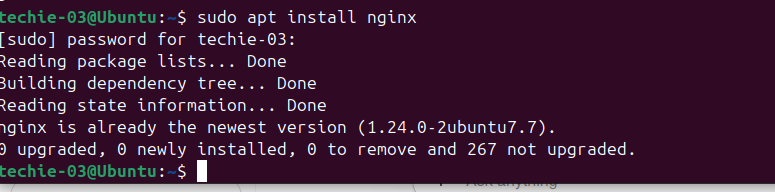 techie-03@Ubuntu:~$ sudo apt install nginx
[sudo] password for techie-03:
Reading package lists... Done
Building dependency tree... Done
Reading state information... Done
nginx is already the newest version (1.24.0-2ubuntu7.7).
0 upgraded, 0 newly installed, 0 to remove and 267 not upgraded.
techie-03@Ubuntu:~$
Ask anything